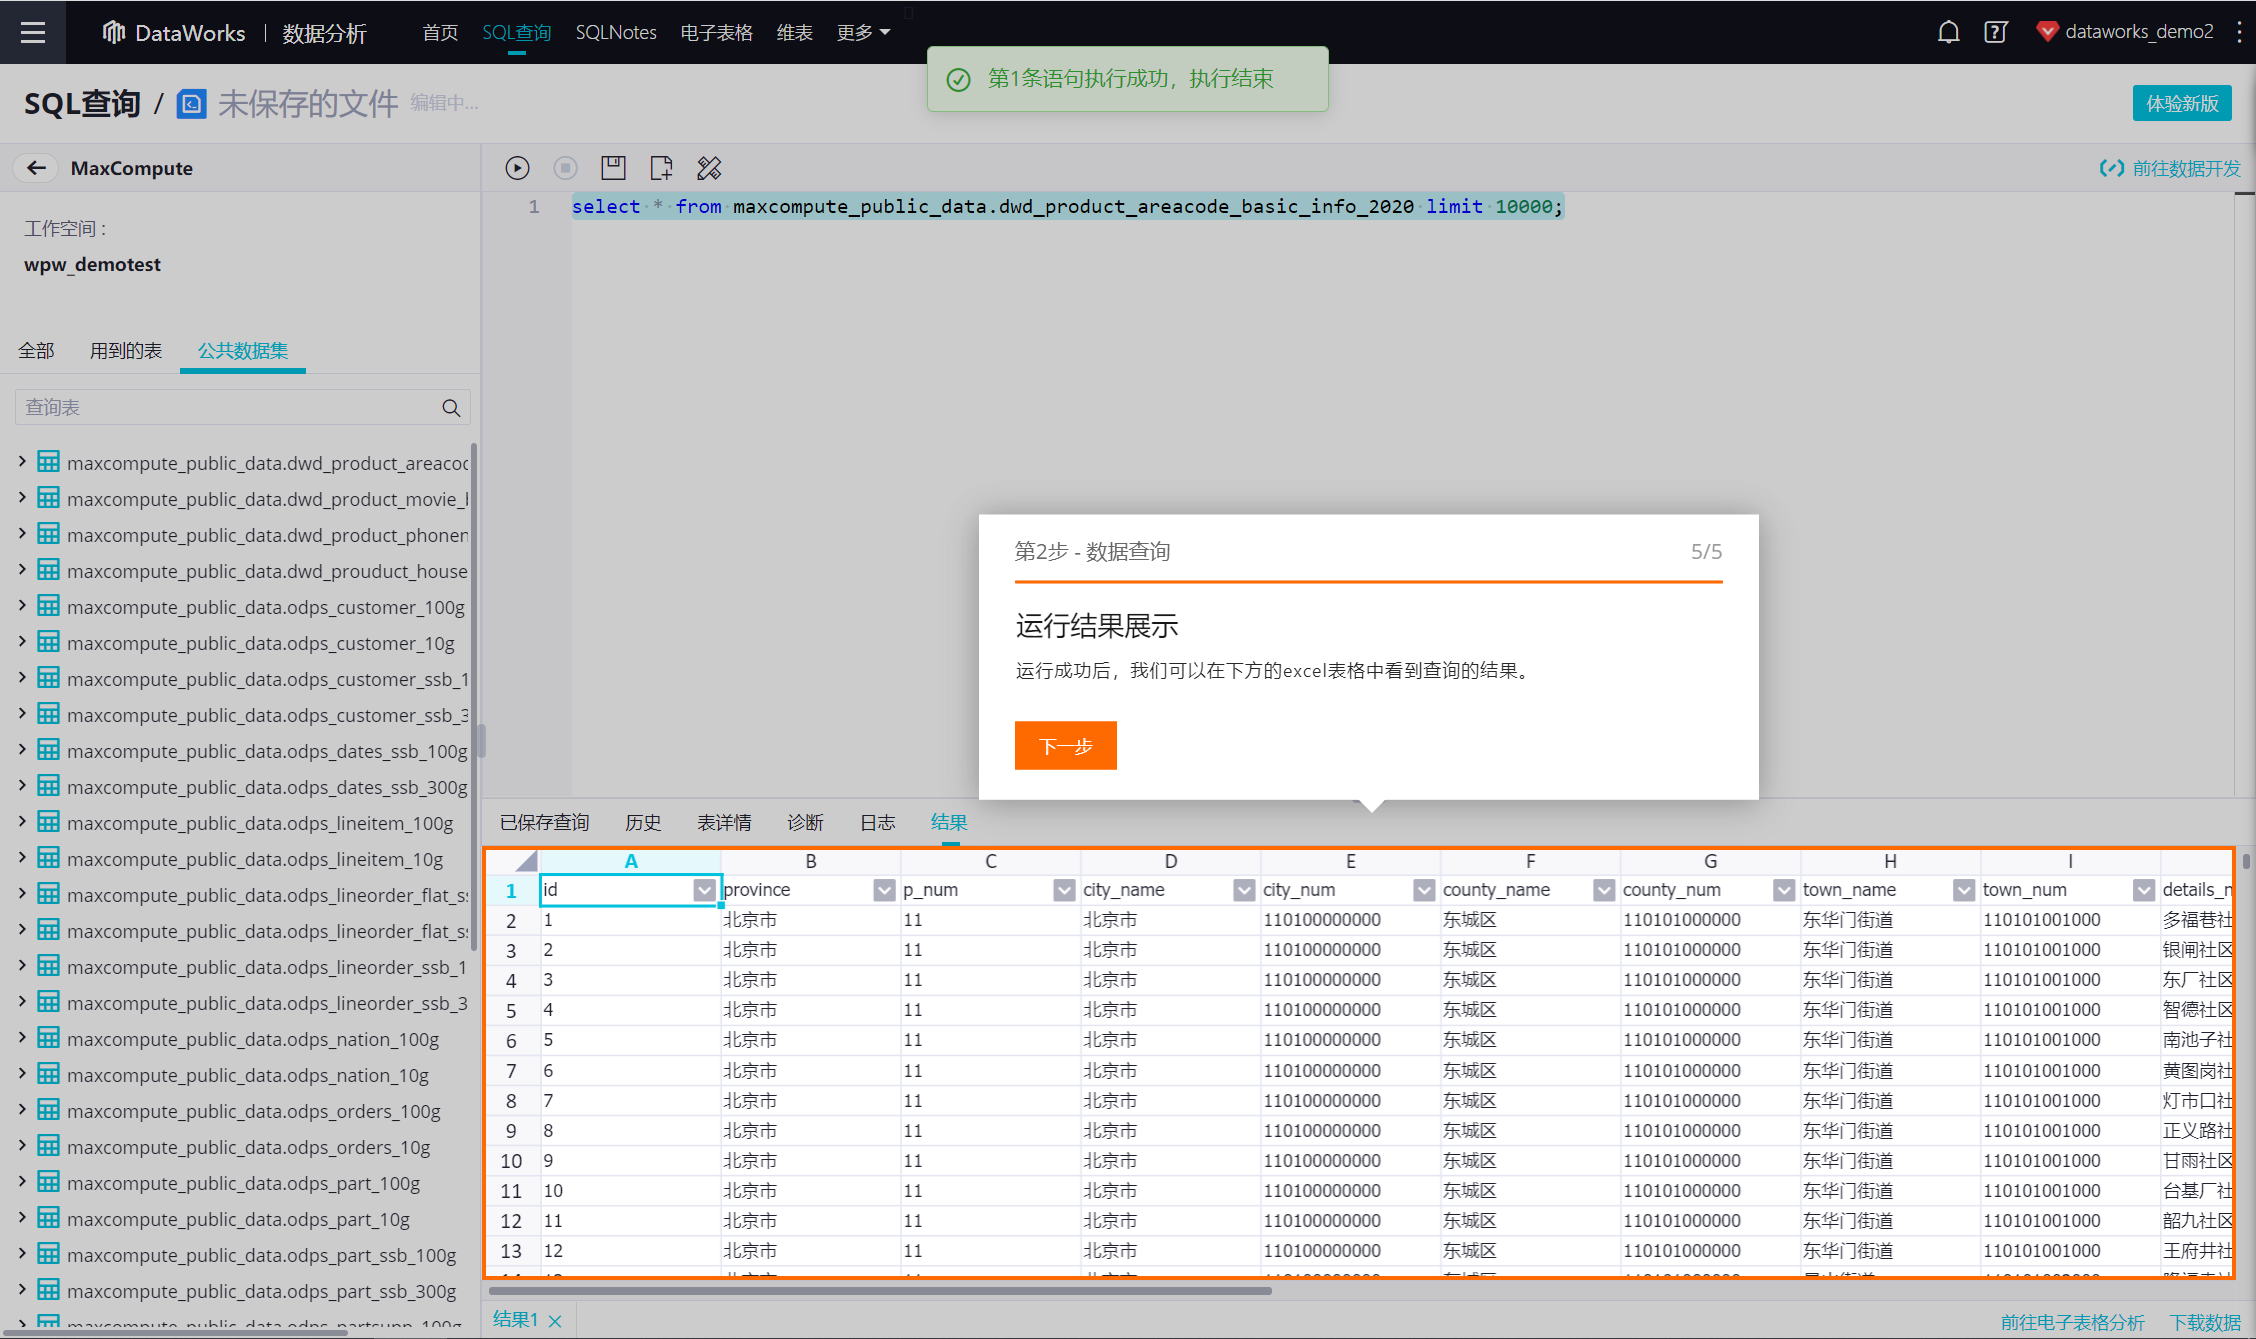 DataWorks | 数据分析 首页 SQL查询 SQLNotes 电子表格 维表 更多 dataworks_demo2
第1条语句执行成功，执行结束
SQL查询 / 未保存的文件 编辑中... 体验新版
MaxCompute
前往数据开发
工作空间：
wpw_demotest
全部 用到的表 公共数据集
查询表
maxcompute_public_data.dwd_product_areacod
maxcompute_public_data.dwd_product_movie_b
maxcompute_public_data.dwd_product_phonen
maxcompute_public_data.dwd_prouduct_house
maxcompute_public_data.odps_customer_100g
maxcompute_public_data.odps_customer_10g
maxcompute_public_data.odps_customer_ssb_1
maxcompute_public_data.odps_customer_ssb_3
maxcompute_public_data.odps_dates_ssb_100g
maxcompute_public_data.odps_dates_ssb_300g
maxcompute_public_data.odps_lineitem_100g
maxcompute_public_data.odps_lineitem_10g
maxcompute_public_data.odps_lineorder_flat_ss
maxcompute_public_data.odps_lineorder_flat_ss
maxcompute_public_data.odps_lineorder_ssb_1
maxcompute_public_data.odps_lineorder_ssb_3
maxcompute_public_data.odps_nation_100g
maxcompute_public_data.odps_nation_10g
maxcompute_public_data.odps_orders_100g
maxcompute_public_data.odps_orders_10g
maxcompute_public_data.odps_part_100g
maxcompute_public_data.odps_part_10g
maxcompute_public_data.odps_part_ssb_100g
maxcompute_public_data.odps_part_ssb_300g
maxcompute_public_data.odps_partsupp_100g
1 select * from maxcompute_public_data.dwd_product_areacode_basic_info_2020 limit 10000;
第2步 - 数据查询 5/5
运行结果展示
运行成功后，我们可以在下方的excel表格中看到查询的结果。
下一步
已保存查询 历史 表详情 诊断 日志 结果
A B C D E F G H I
1 id province p_num city_name city_num county_name county_num town_name town_num details_n
2 1 北京市 11 北京市 110100000000 东城区 110101000000 东华门街道 110101001000 多福巷社
3 2 北京市 11 北京市 110100000000 东城区 110101000000 东华门街道 110101001000 银闸社区
4 3 北京市 11 北京市 110100000000 东城区 110101000000 东华门街道 110101001000 东厂社区
5 4 北京市 11 北京市 110100000000 东城区 110101000000 东华门街道 110101001000 智德社区
6 5 北京市 11 北京市 110100000000 东城区 110101000000 东华门街道 110101001000 南池子社
7 6 北京市 11 北京市 110100000000 东城区 110101000000 东华门街道 110101001000 黄图岗社
8 7 北京市 11 北京市 110100000000 东城区 110101000000 东华门街道 110101001000 灯市口社
9 8 北京市 11 北京市 110100000000 东城区 110101000000 东华门街道 110101001000 正义路社
10 9 北京市 11 北京市 110100000000 东城区 110101000000 东华门街道 110101001000 甘雨社区
11 10 北京市 11 北京市 110100000000 东城区 110101000000 东华门街道 110101001000 台基厂社
12 11 北京市 11 北京市 110100000000 东城区 110101000000 东华门街道 110101001000 韶九社区
13 12 北京市 11 北京市 110100000000 东城区 110101000000 东华门街道 110101001000 王府井社
结果1
前往电子表格分析 下载数据